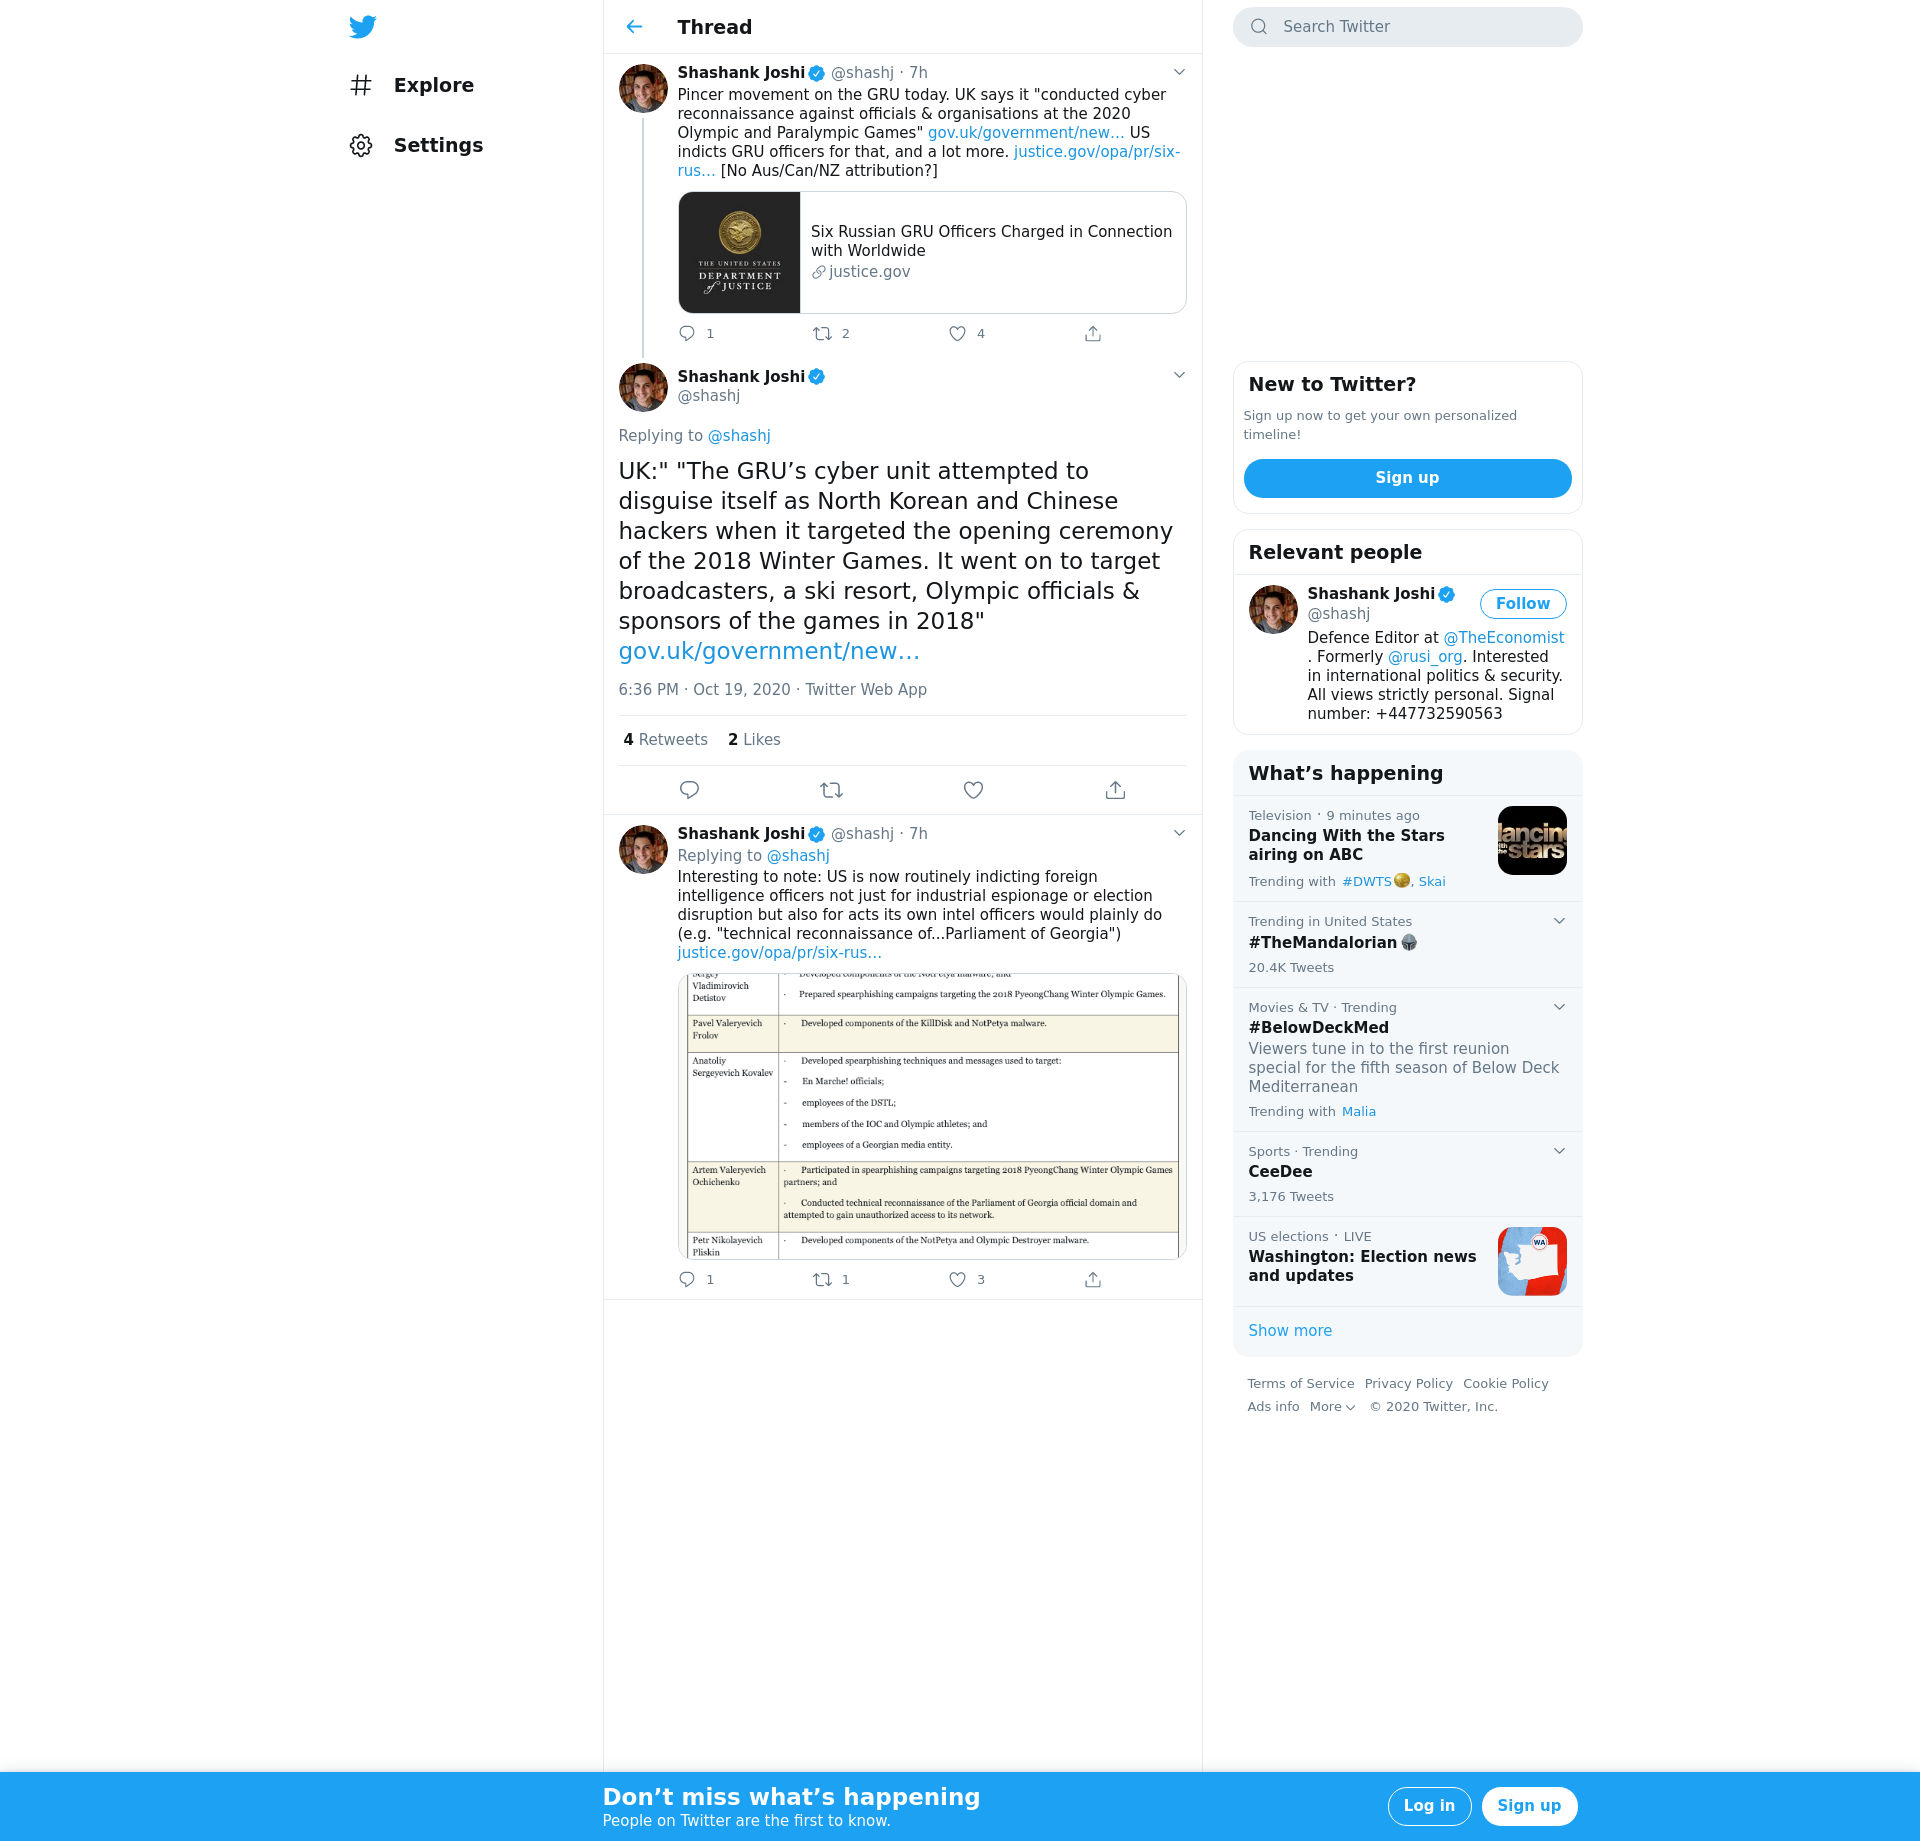 Explore
Settings
Thread
Shashank Joshi @shashj · 7h
Pincer movement on the GRU today. UK says it "conducted cyber
reconnaissance against officials & organisations at the 2020
Olympic and Paralympic Games" gov.uk/government/new… US
indicts GRU officers for that, and a lot more. justice.gov/opa/pr/six-
rus… [No Aus/Can/NZ attribution?]
THE UNITED STATES
DEPARTMENT
of JUSTICE
Six Russian GRU Officers Charged in Connection
with Worldwide
justice.gov
1 2 4
Shashank Joshi
@shashj
Replying to @shashj
UK:" "The GRU’s cyber unit attempted to
disguise itself as North Korean and Chinese
hackers when it targeted the opening ceremony
of the 2018 Winter Games. It went on to target
broadcasters, a ski resort, Olympic officials &
sponsors of the games in 2018"
gov.uk/government/new…
6:36 PM · Oct 19, 2020 · Twitter Web App
4 Retweets 2 Likes
Shashank Joshi @shashj · 7h
Replying to @shashj
Interesting to note: US is now routinely indicting foreign
intelligence officers not just for industrial espionage or election
disruption but also for acts its own intel officers would plainly do
(e.g. "technical reconnaissance of...Parliament of Georgia")
justice.gov/opa/pr/six-rus…
Sergey
Vladimirovich
Detistov
· Developed components of the NotPetya malware; and
· Prepared spearphishing campaigns targeting the 2018 PyeongChang Winter Olympic Games.
Pavel Valeryevich
Frolov
· Developed components of the KillDisk and NotPetya malware.
Anatoliy
Sergeyevich Kovalev
· Developed spearphishing techniques and messages used to target:
- En Marche! officials;
- employees of the DSTL;
- members of the IOC and Olympic athletes; and
- employees of a Georgian media entity.
Artem Valeryevich
Ochichenko
· Participated in spearphishing campaigns targeting 2018 PyeongChang Winter Olympic Games
partners; and
· Conducted technical reconnaissance of the Parliament of Georgia official domain and
attempted to gain unauthorized access to its network.
Petr Nikolayevich
Pliskin
· Developed components of the NotPetya and Olympic Destroyer malware.
1 1 3
Search Twitter
New to Twitter?
Sign up now to get your own personalized
timeline!
Sign up
Relevant people
Shashank Joshi
@shashj
Follow
Defence Editor at @TheEconomist
. Formerly @rusi_org. Interested
in international politics & security.
All views strictly personal. Signal
number: +447732590563
What’s happening
Television · 9 minutes ago
Dancing With the Stars
airing on ABC
Trending with #DWTS, Skai
dancing
with the
stars
Trending in United States
#TheMandalorian
20.4K Tweets
Movies & TV · Trending
#BelowDeckMed
Viewers tune in to the first reunion
special for the fifth season of Below Deck
Mediterranean
Trending with Malia
Sports · Trending
CeeDee
3,176 Tweets
US elections · LIVE
Washington: Election news
and updates
WA
Show more
Terms of Service Privacy Policy Cookie Policy
Ads info More © 2020 Twitter, Inc.
Don’t miss what’s happening
People on Twitter are the first to know.
Log in
Sign up